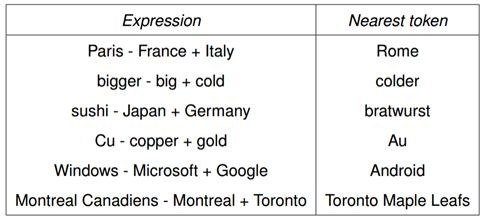 Expression Nearest token
Paris - France + Italy Rome
bigger - big + cold colder
sushi - Japan + Germany bratwurst
Cu - copper + gold Au
Windows - Microsoft + Google Android
Montreal Canadiens - Montreal + Toronto Toronto Maple Leafs